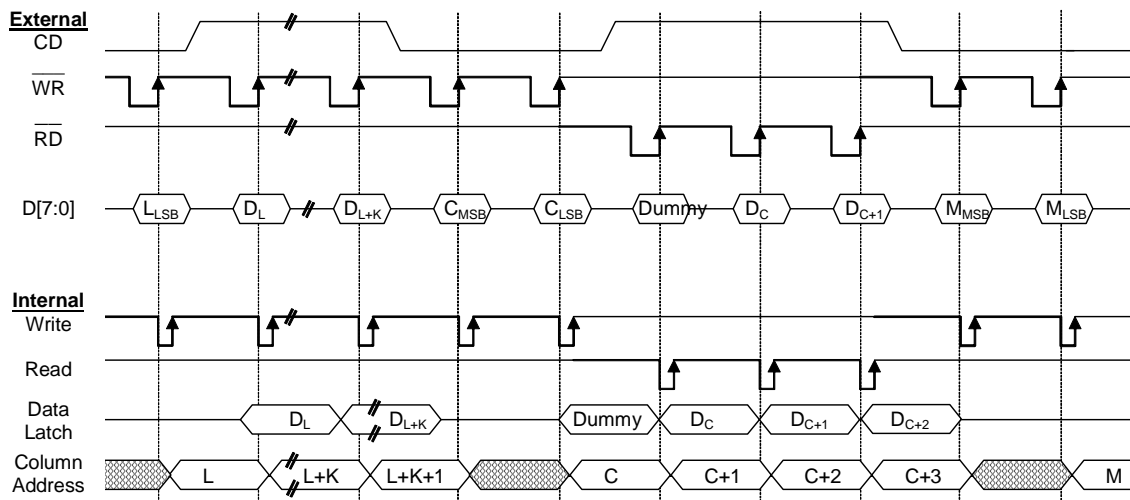 External
CD
WR
RD
D[7:0] LLSB DL DL+K CMSB CLSB Dummy DC DC+1 MMSB MLSB
Internal
Write
Read
Data
Latch
DL DL+K Dummy DC DC+1 DC+2
Column
Address
L L+K L+K+1 C C+1 C+2 C+3 M